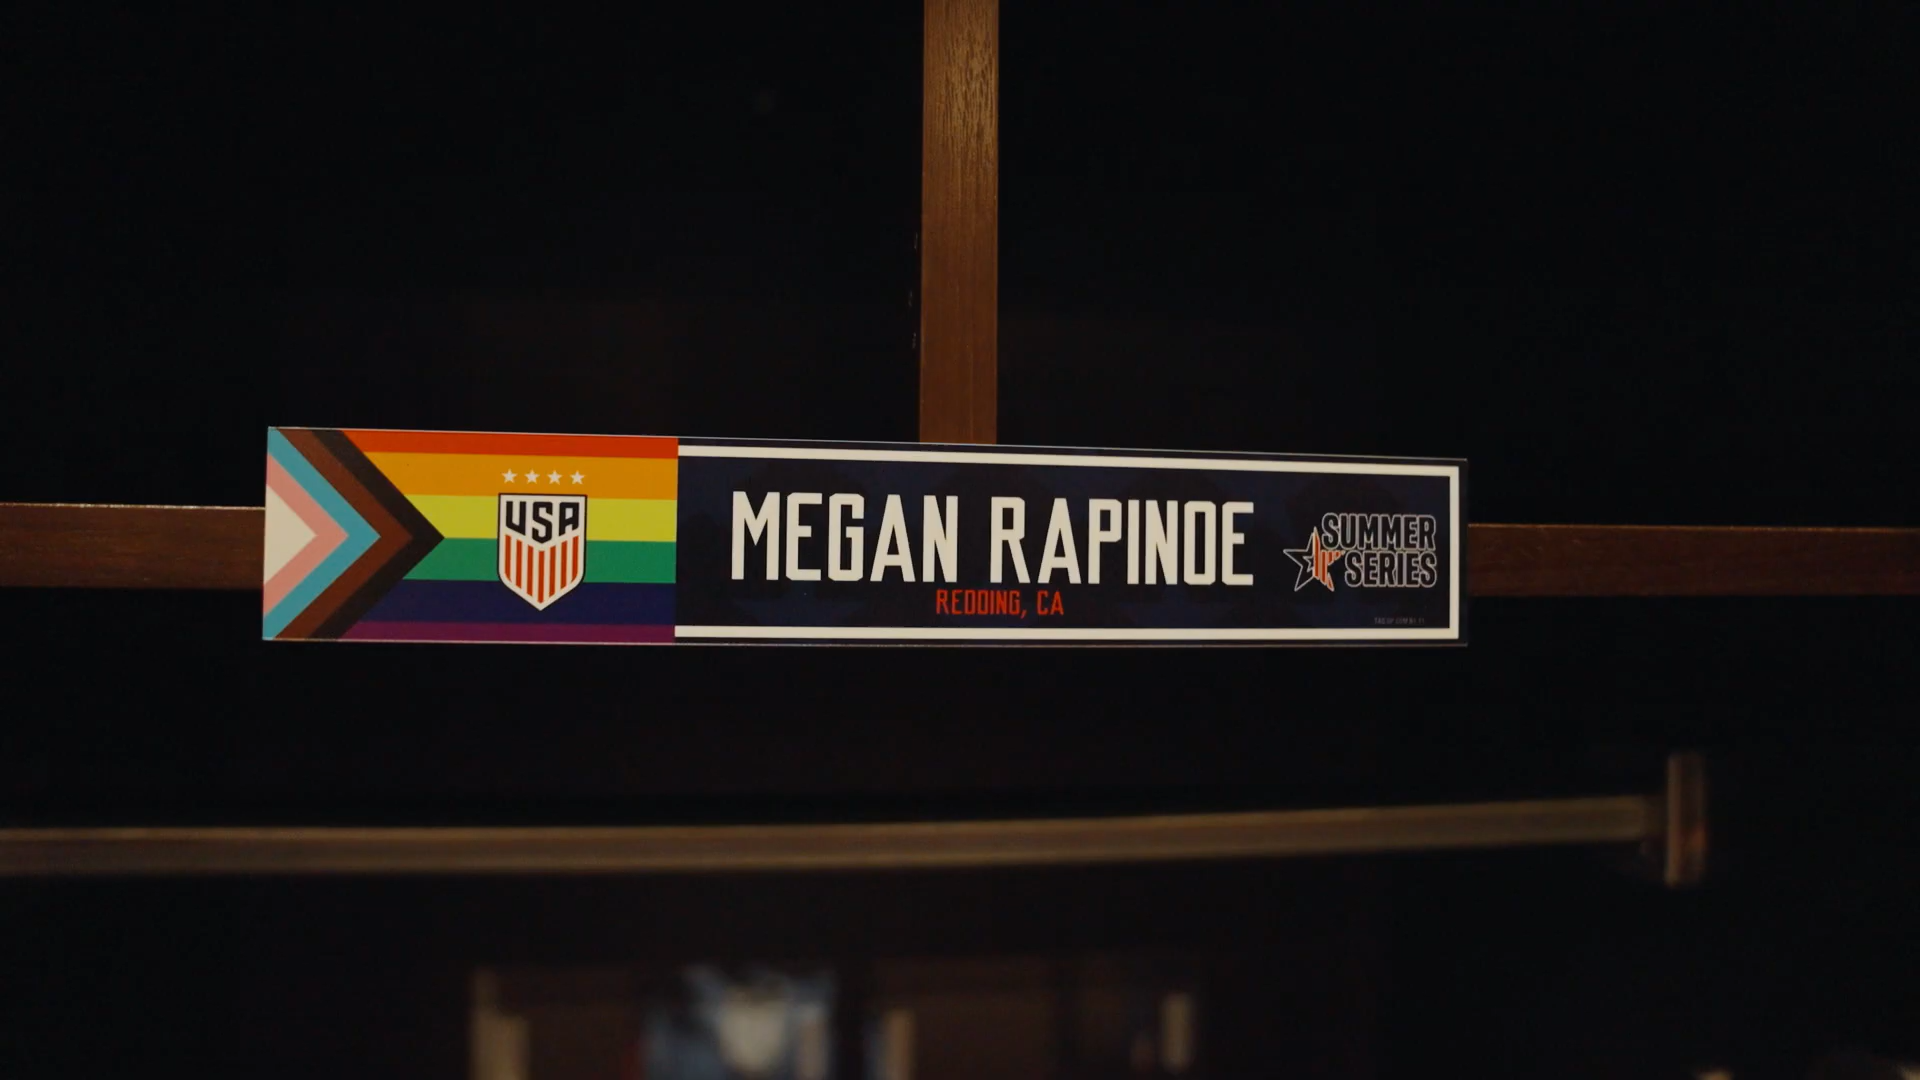 USA
MEGAN RAPINOE
REDDING, CA
SUMMER
SERIES